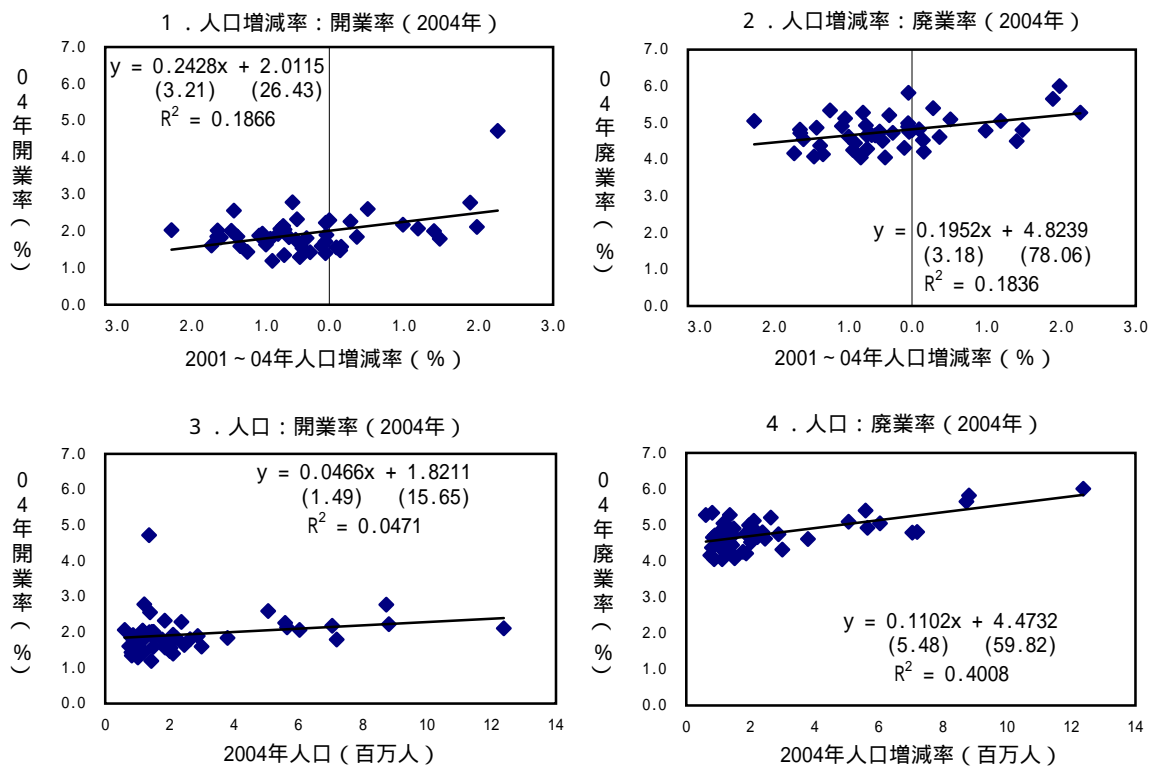 1．人口増減率：開業率（2004年）
y = 0.2428x + 2.0115
(3.21) (26.43)
R² = 0.1866
04年開業率（%）
7.0
6.0
5.0
4.0
3.0
2.0
1.0
0.0
3.0 2.0 1.0 0.0 1.0 2.0 3.0
2001~04年人口増減率（%）
2．人口増減率：廃業率（2004年）
y = 0.1952x + 4.8239
(3.18) (78.06)
R² = 0.1836
04年廃業率（%）
7.0
6.0
5.0
4.0
3.0
2.0
1.0
0.0
3.0 2.0 1.0 0.0 1.0 2.0 3.0
2001~04年人口増減率（%）
3．人口：開業率（2004年）
y = 0.0466x + 1.8211
(1.49) (15.65)
R² = 0.0471
04年開業率（%）
7.0
6.0
5.0
4.0
3.0
2.0
1.0
0.0
0 2 4 6 8 10 12 14
2004年人口（百万人）
4．人口：廃業率（2004年）
y = 0.1102x + 4.4732
(5.48) (59.82)
R² = 0.4008
04年廃業率（%）
7.0
6.0
5.0
4.0
3.0
2.0
1.0
0.0
0 2 4 6 8 10 12 14
2004年人口増減率（百万人）